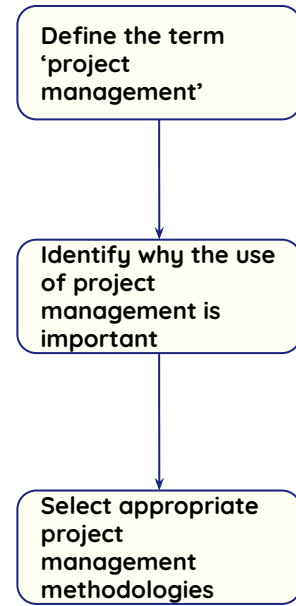 Define the term
‘project
management’
Identify why the use
of project
management is
important
Select appropriate
project
management
methodologies